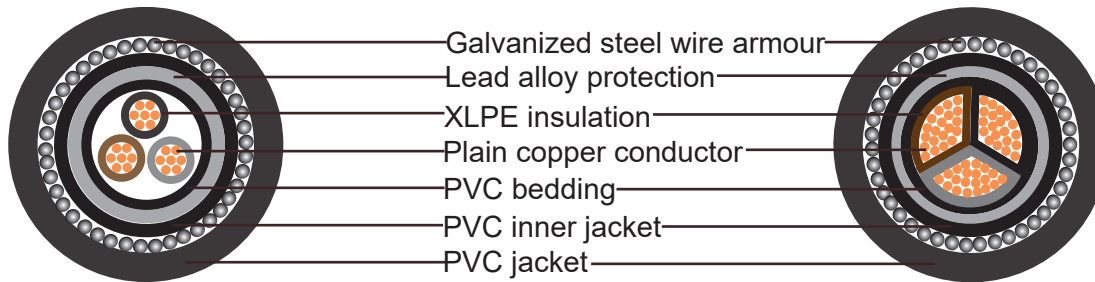 Galvanized steel wire armour
Lead alloy protection
XLPE insulation
Plain copper conductor
PVC bedding
PVC inner jacket
PVC jacket